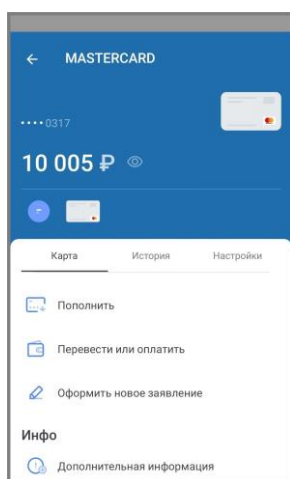 MASTERCARD
•••• 0317
10 005 ₽
Карта История Настройки
Пополнить
Перевести или оплатить
Оформить новое заявление
Инфо
Дополнительная информация